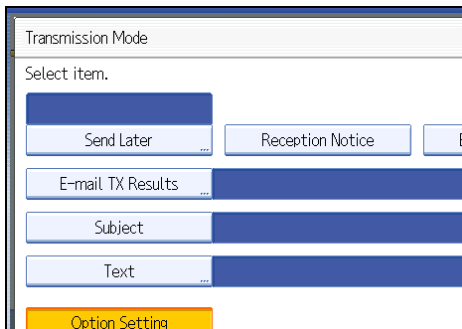 Transmission Mode
Select item.
Send Later ...
Reception Notice
E-mail TX Results ...
Subject
Text ...
Option Setting